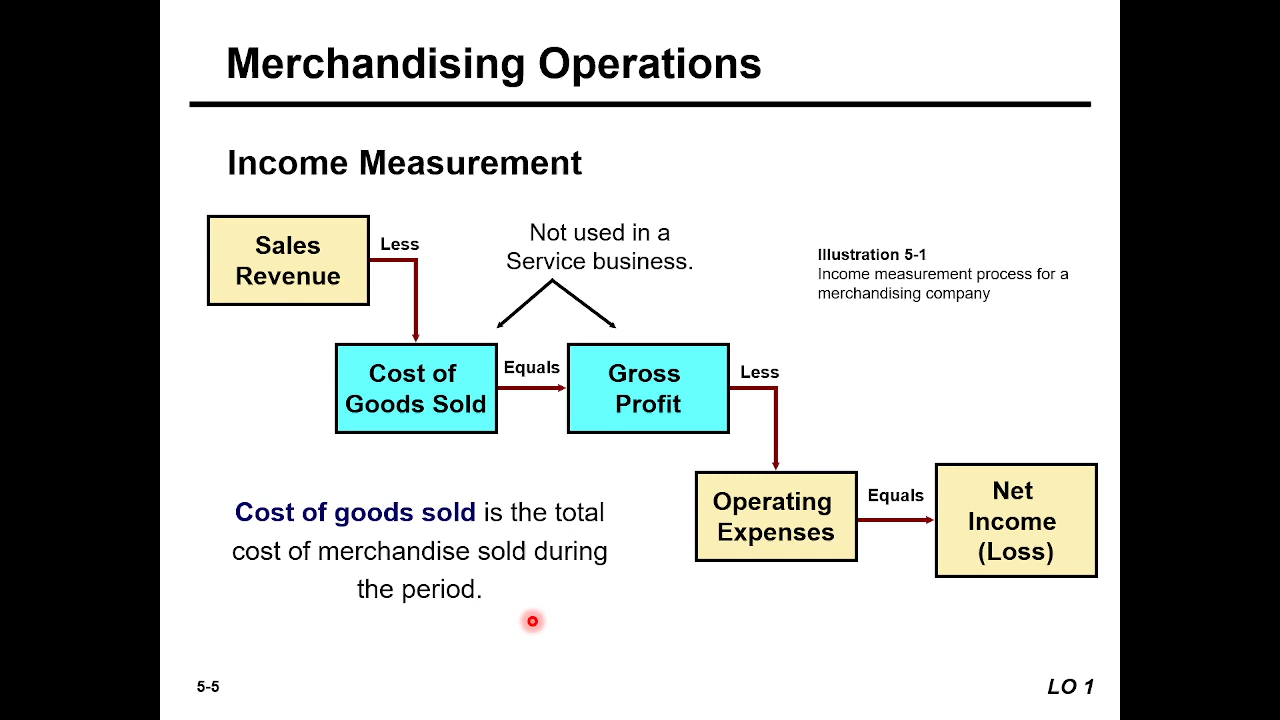 Merchandising Operations
Income Measurement
Sales
Revenue
Less
Not used in a
Service business.
Illustration 5-1
Income measurement process for a
merchandising company
Cost of
Goods Sold
Equals
Gross
Profit
Less
Operating
Expenses
Equals
Net
Income
(Loss)
Cost of goods sold is the total
cost of merchandise sold during
the period.
5-5
LO 1